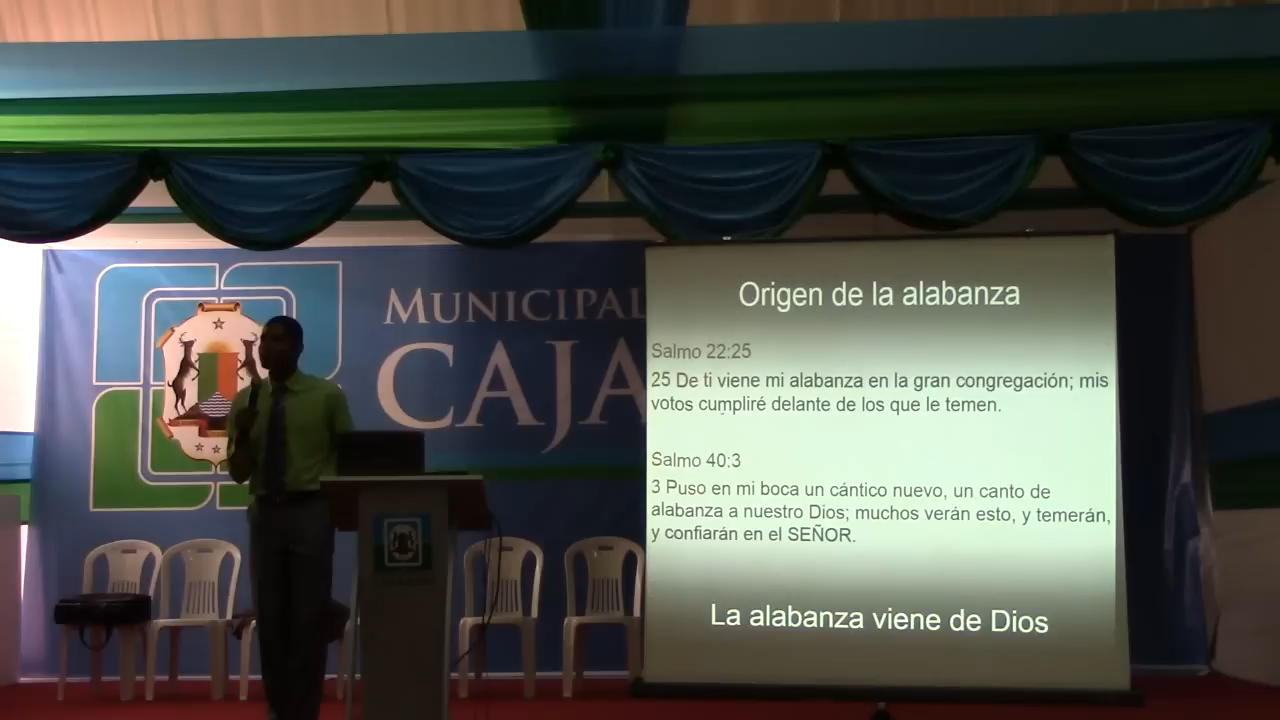 MUNICIPAL
CAJA
Origen de la alabanza
Salmo 22:25
25 De ti viene mi alabanza en la gran congregación; mis
votos cumpliré delante de los que le temen.
Salmo 40:3
3 Puso en mi boca un cántico nuevo, un canto de
alabanza a nuestro Dios; muchos verán esto, y temerán,
y confiarán en el SEÑOR.
La alabanza viene de Dios